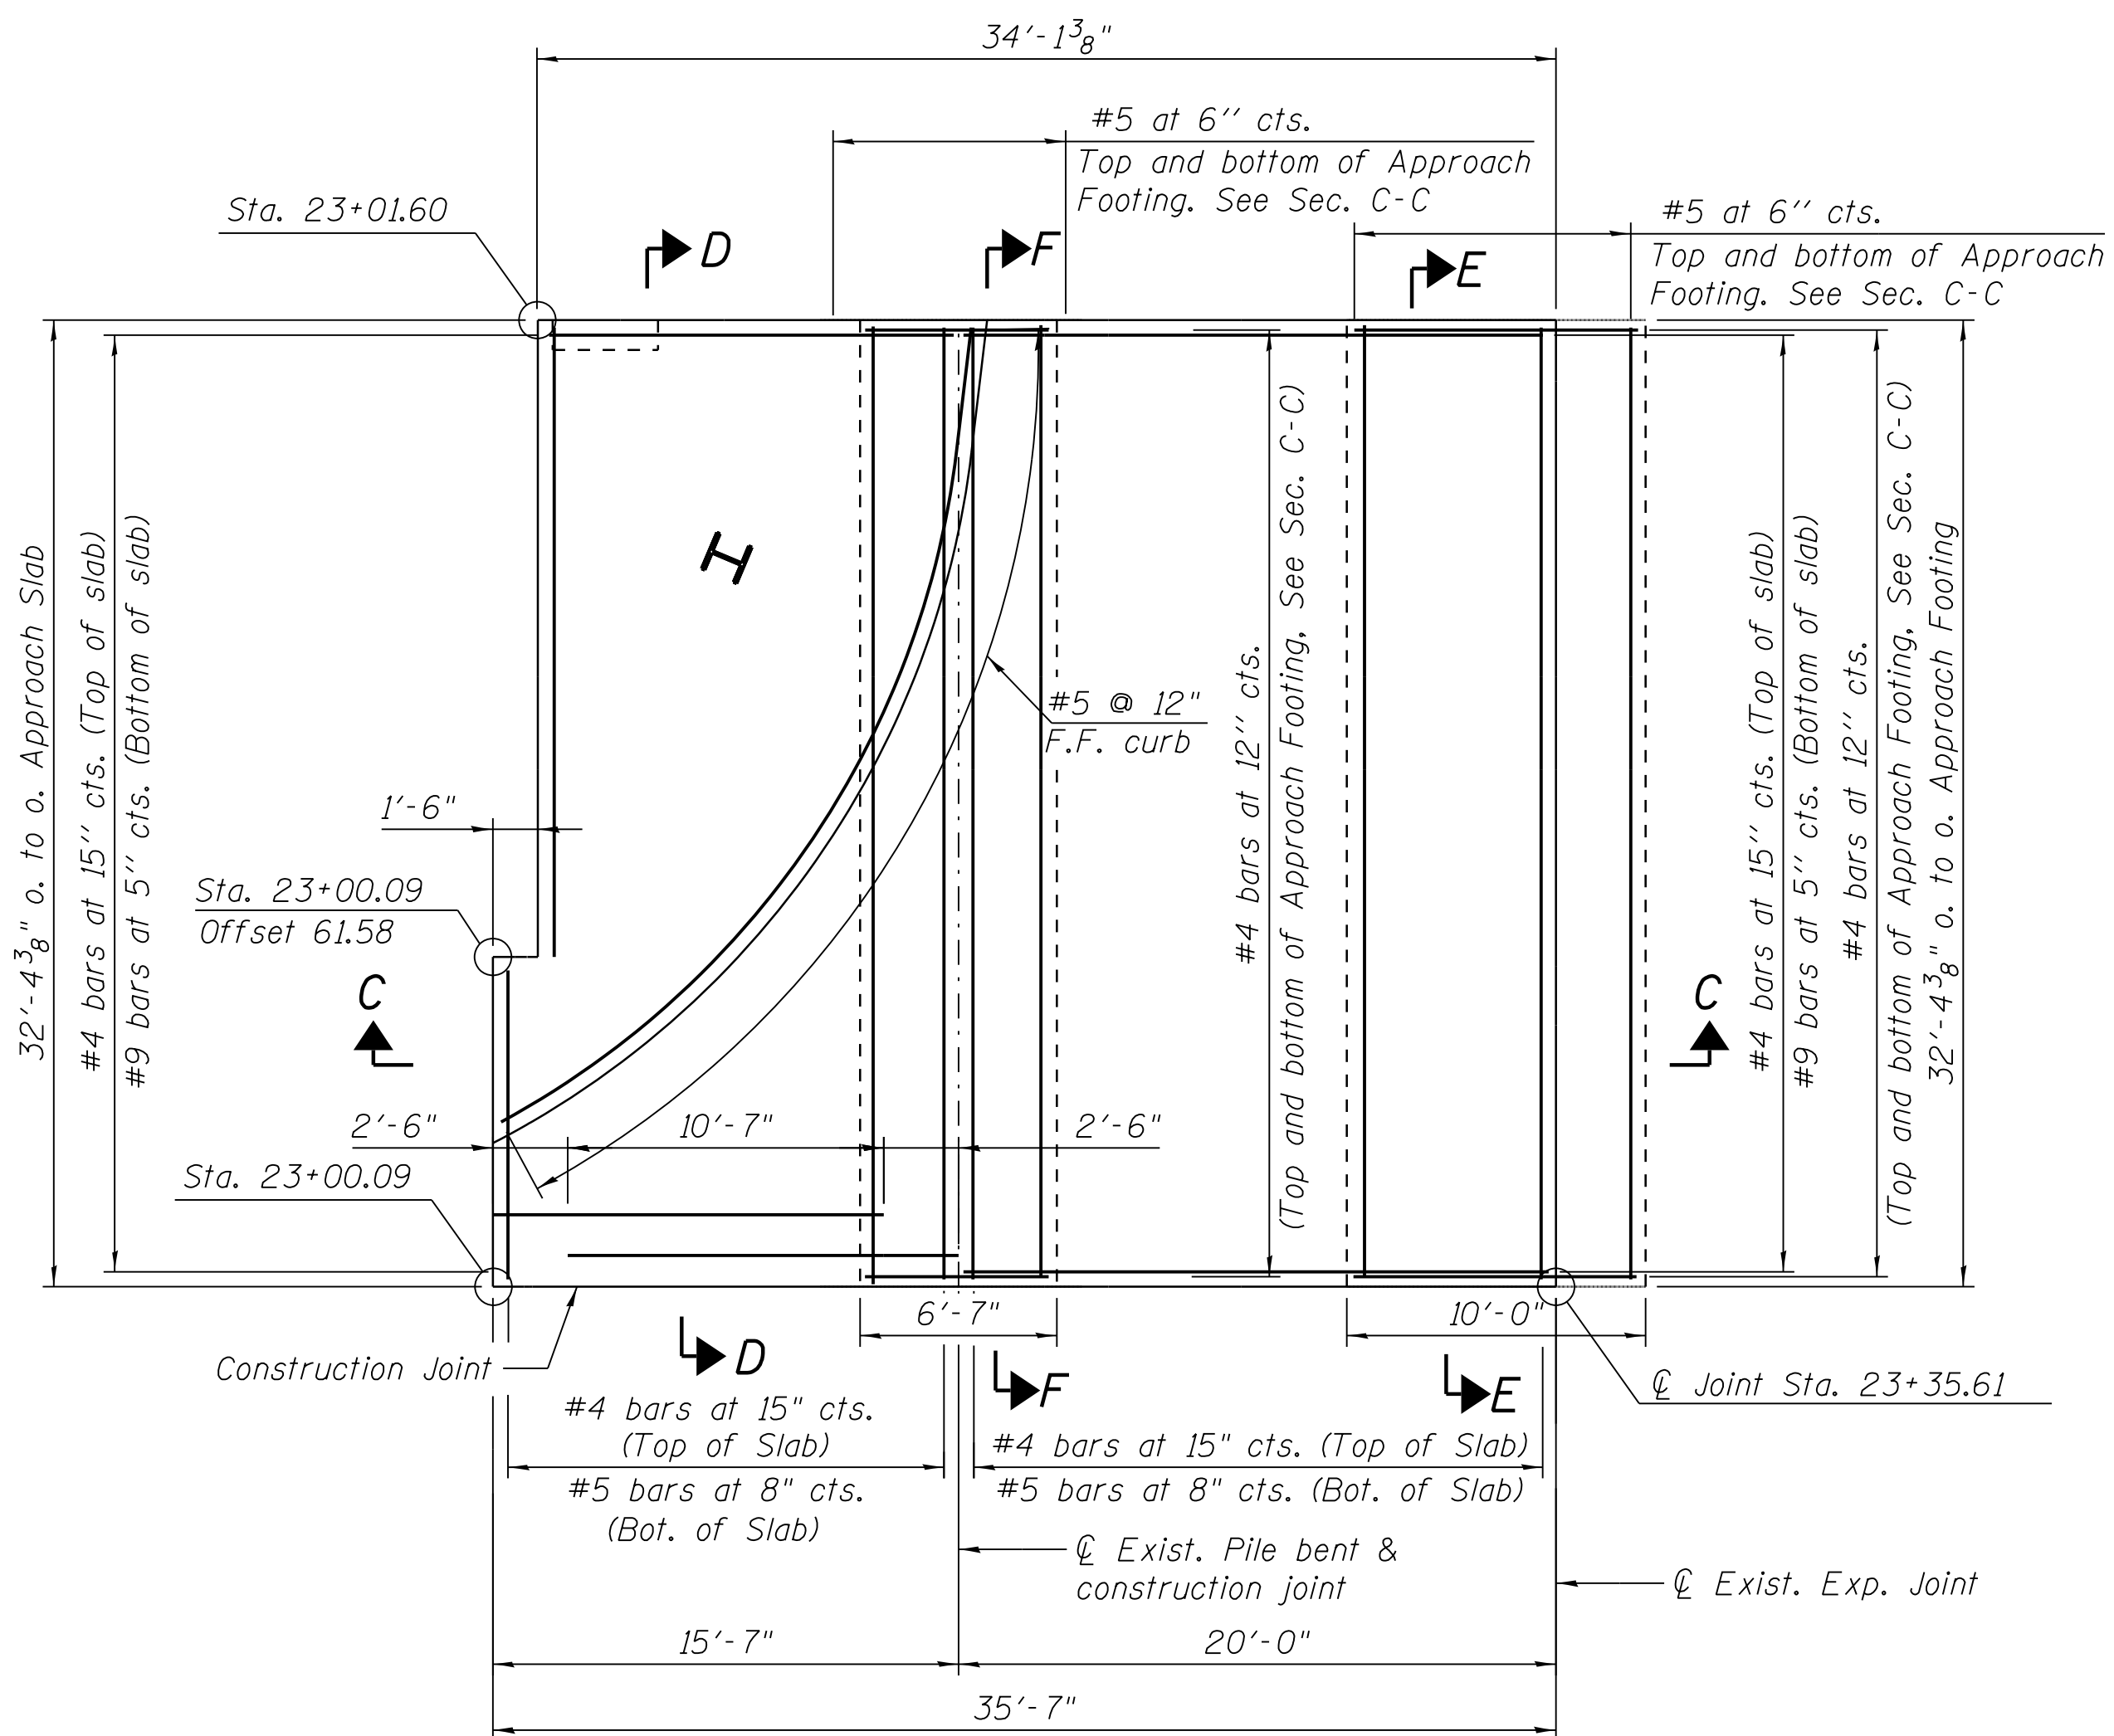 34'-1 3/8"
#5 at 6'' cts.
Top and bottom of Approach
Footing. See Sec. C-C
Sta. 23+01.60
#5 at 6'' cts.
Top and bottom of Approach
Footing. See Sec. C-C
D
F
E
H
32'-4 3/8" o. to o. Approach Slab
#4 bars at 15'' cts. (Top of slab)
#9 bars at 5'' cts. (Bottom of slab)
#5 @ 12"
F.F. curb
#4 bars at 12'' cts.
(Top and bottom of Approach Footing, See Sec. C-C)
#4 bars at 15'' cts. (Top of slab)
#9 bars at 5'' cts. (Bottom of slab)
#4 bars at 12'' cts.
(Top and bottom of Approach Footing, See Sec. C-C)
32'-4 3/8" o. to o. Approach Footing
1'-6"
Sta. 23+00.09
Offset 61.58
C
C
2'-6"
10'-7"
2'-6"
Sta. 23+00.09
6'-7"
10'-0"
Construction Joint
D
F
E
℄ Joint Sta. 23+35.61
#4 bars at 15" cts.
(Top of Slab)
#5 bars at 8" cts.
(Bot. of Slab)
#4 bars at 15" cts. (Top of Slab)
#5 bars at 8" cts. (Bot. of Slab)
℄ Exist. Pile bent &
construction joint
℄ Exist. Exp. Joint
15'-7"
20'-0"
35'-7"